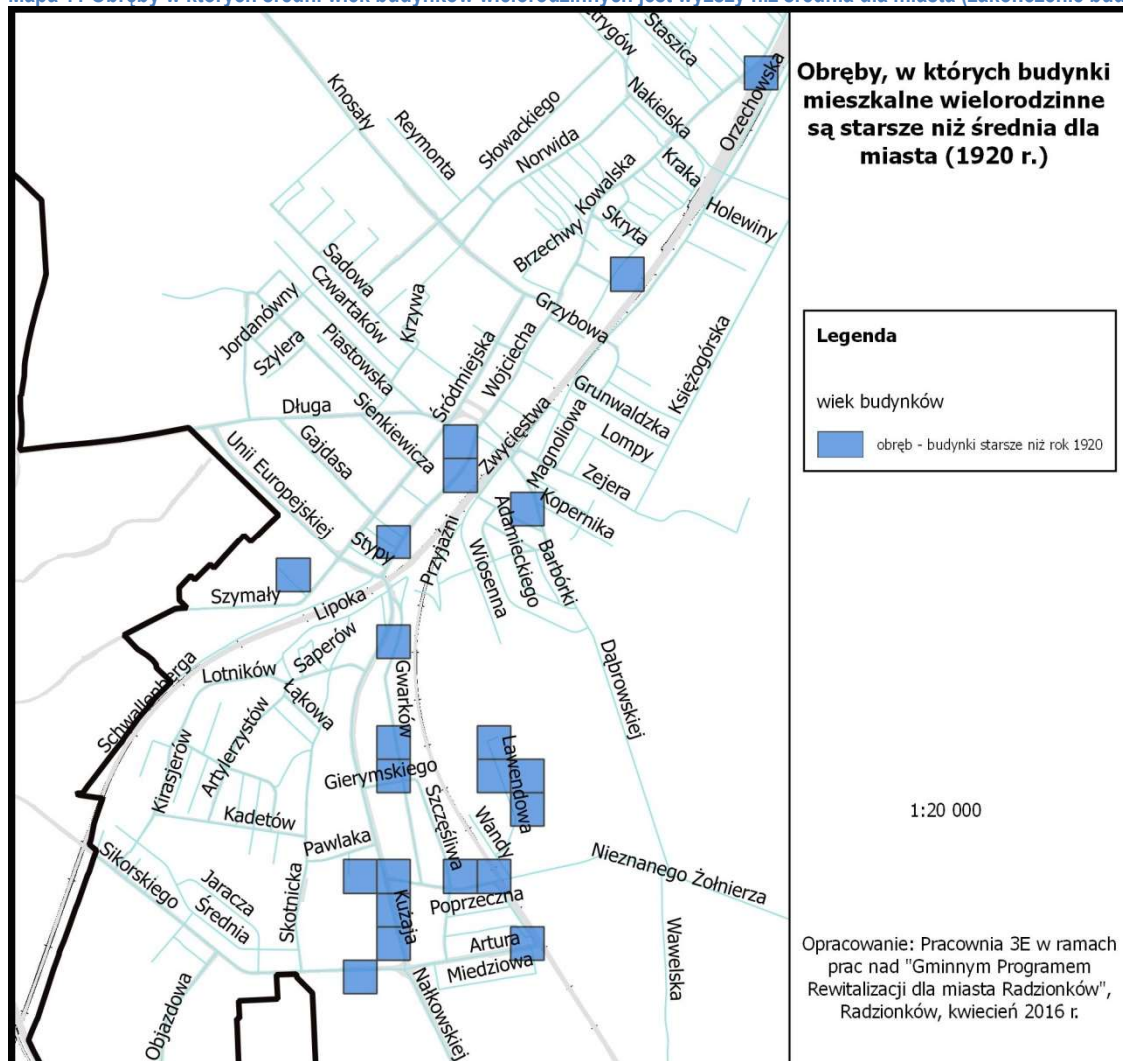 Obręby, w których budynki
mieszkalne wielorodzinne
są starsze niż średnia dla
miasta (1920 r.)
Legenda
wiek budynków
obręb - budynki starsze niż rok 1920
1:20 000
Opracowanie: Pracownia 3E w ramach
prac nad "Gminnym Programem
Rewitalizacji dla miasta Radzionków",
Radzionków, kwiecień 2016 r.
Staszica
Knosały
Reymonta
Słowackiego
Norwida
Nakielska
Orzechowska
Kraka
Holewiny
Kowalska
Skryta
Brzechwy
Sadowa
Czwartaków
Krzywa
Grzybowa
Jordanówny
Szylera
Piastowska
Śródmiejska
Wojciecha
Księżogórska
Długa
Sienkiewicza
Grunwaldzka
Unii Europejskiej
Gajdasa
Zwycięstwa
Magnoliowa
Lompy
Zejera
Kopernika
Stypy
Przyjaźni
Adamieckiego
Barbórki
Wiosenna
Szymały
Lipoka
Saperów
Lotników
Gwarków
Dąbrowskiej
Schwallenberga
Łąkowa
Artylerzystów
Kirasjerów
Gierymskiego
Lawendowa
Kadetów
Szczęśliwa
Wandy
Pawlaka
Nieznanego Żołnierza
Sikorskiego
Jaracza
Średnia
Skotnicka
Kużaja
Poprzeczna
Artura
Miedziowa
Wawelska
Objazdowa
Nałkowskiej